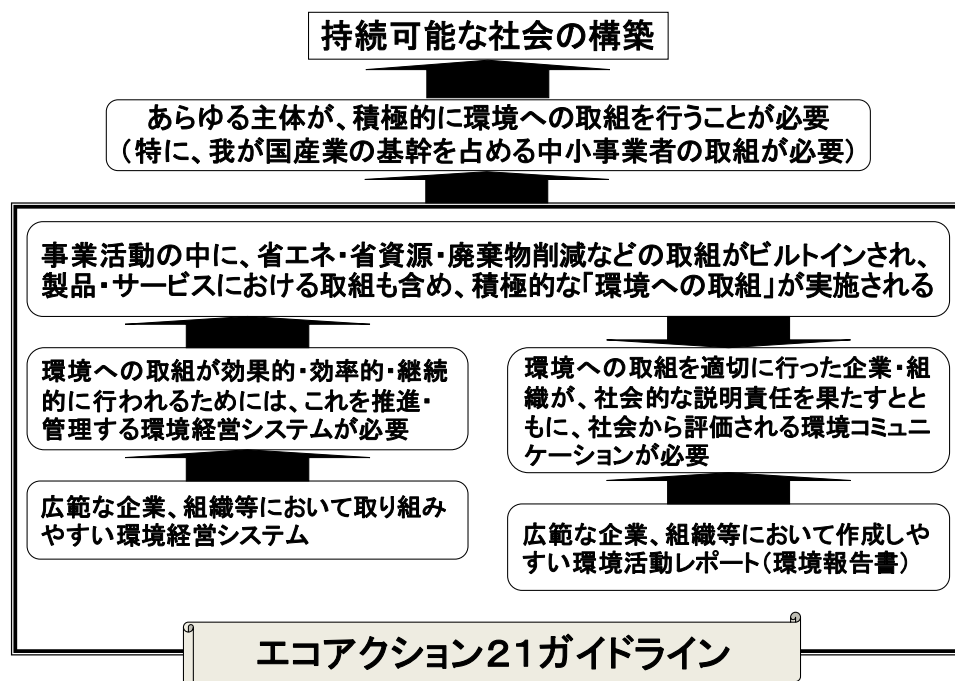 持続可能な社会の構築
あらゆる主体が、積極的に環境への取組を行うことが必要
(特に、我が国産業の基幹を占める中小事業者の取組が必要)
事業活動の中に、省エネ・省資源・廃棄物削減などの取組がビルトインされ、
製品・サービスにおける取組も含め、積極的な「環境への取組」が実施される
環境への取組が効果的・効率的・継続
的に行われるためには、これを推進・
管理する環境経営システムが必要
広範な企業、組織等において取り組み
やすい環境経営システム
環境への取組を適切に行った企業・組
織が、社会的な説明責任を果たすとと
もに、社会から評価される環境コミュニ
ケーションが必要
広範な企業、組織等において作成しや
すい環境活動レポート(環境報告書)
エコアクション21ガイドライン